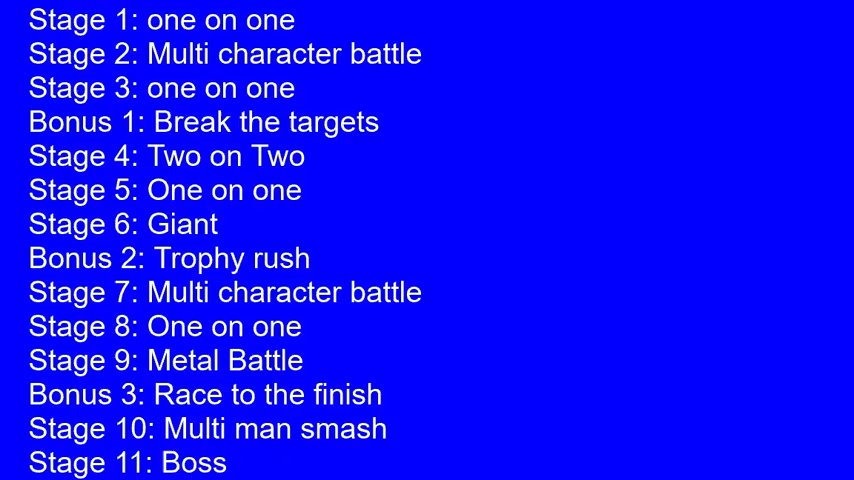 Stage 1: one on one
Stage 2: Multi character battle
Stage 3: one on one
Bonus 1: Break the targets
Stage 4: Two on Two
Stage 5: One on one
Stage 6: Giant
Bonus 2: Trophy rush
Stage 7: Multi character battle
Stage 8: One on one
Stage 9: Metal Battle
Bonus 3: Race to the finish
Stage 10: Multi man smash
Stage 11: Boss